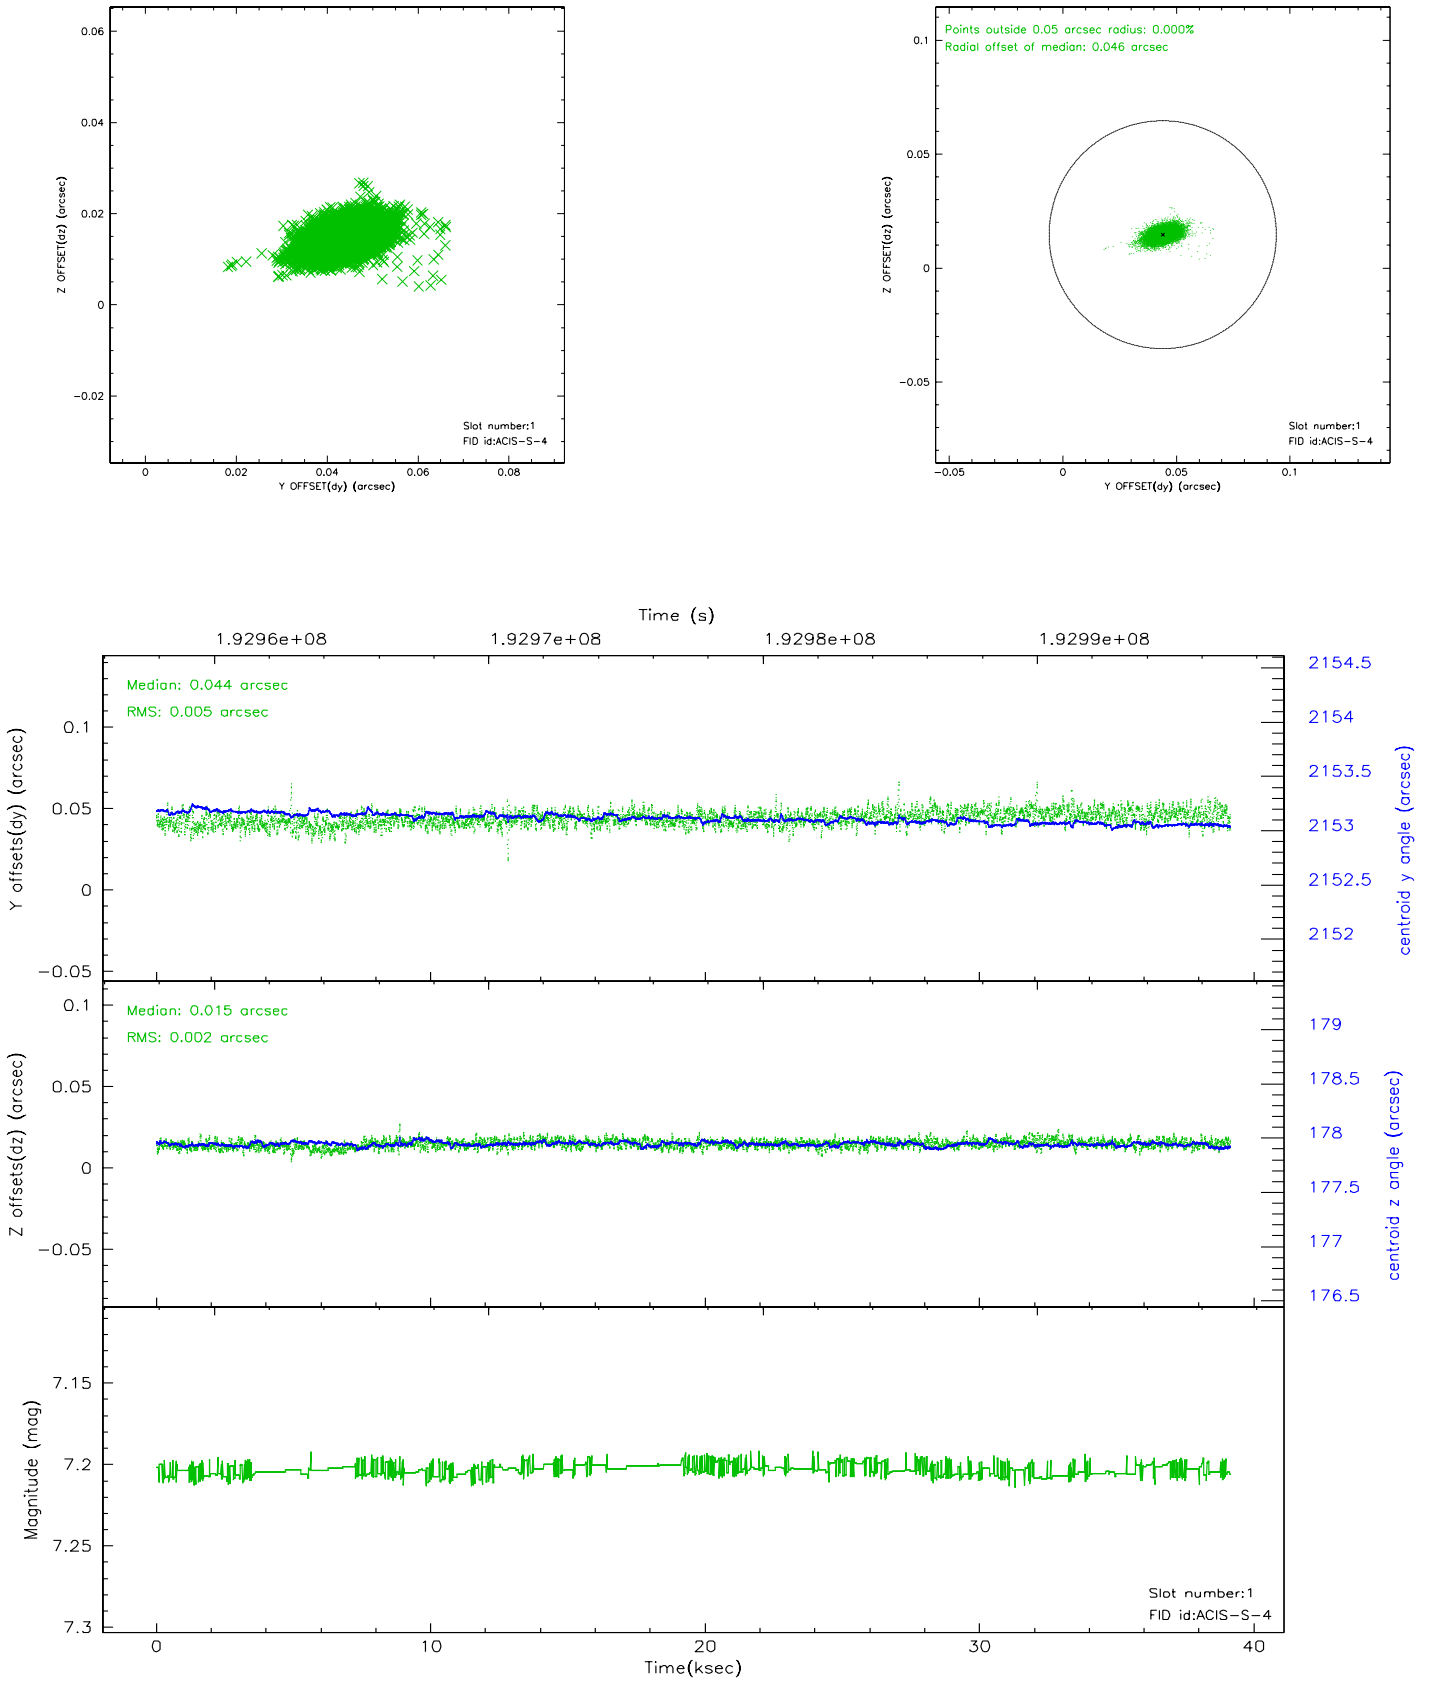 0.06
0.04
0.02
0
−0.02
Z OFFSET(dz) (arcsec)
Slot number:1
FID id:ACIS−S−4
0 0.02 0.04 0.06 0.08
Y OFFSET(dy) (arcsec)
Points outside 0.05 arcsec radius: 0.000%
Radial offset of median: 0.046 arcsec
0.1
0.05
0
−0.05
Z OFFSET(dz) (arcsec)
Slot number:1
FID id:ACIS−S−4
−0.05 0 0.05 0.1
Y OFFSET(dy) (arcsec)
Time (s)
1.9296e+08 1.9297e+08 1.9298e+08 1.9299e+08
Median: 0.044 arcsec
RMS: 0.005 arcsec
0.1
0.05
0
−0.05
Y offsets(dy) (arcsec)
2154.5
2154
2153.5
2153
2152.5
2152
centroid y angle (arcsec)
Median: 0.015 arcsec
RMS: 0.002 arcsec
0.1
0.05
0
−0.05
Z offsets(dz) (arcsec)
179
178.5
178
177.5
177
176.5
centroid z angle (arcsec)
7.15
7.2
7.25
7.3
Magnitude (mag)
Slot number:1
FID id:ACIS−S−4
0 10 20 30 40
Time(ksec)